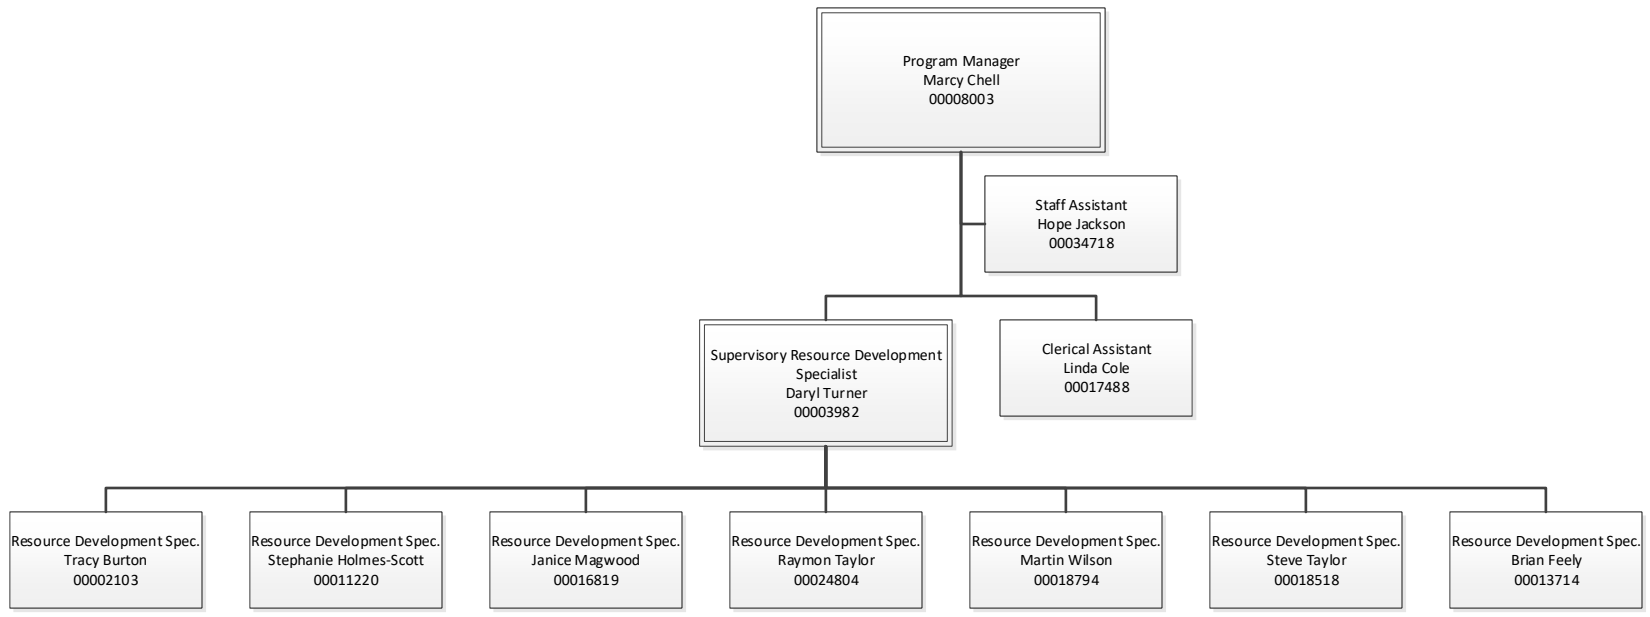 Program Manager
Marcy Chell
00008003
Staff Assistant
Hope Jackson
00034718
Supervisory Resource Development
Specialist
Daryl Turner
00003982
Clerical Assistant
Linda Cole
00017488
Resource Development Spec.
Tracy Burton
00002103
Resource Development Spec.
Stephanie Holmes-Scott
00011220
Resource Development Spec.
Janice Magwood
00016819
Resource Development Spec.
Raymon Taylor
00024804
Resource Development Spec.
Martin Wilson
00018794
Resource Development Spec.
Steve Taylor
00018518
Resource Development Spec.
Brian Feely
00013714